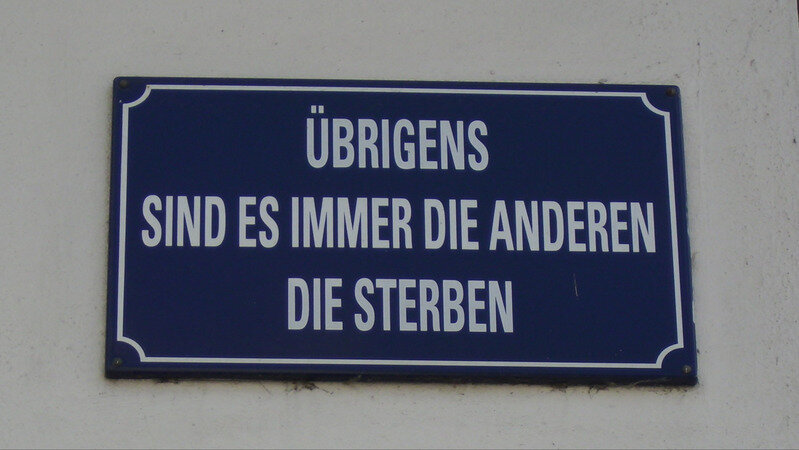 ÜBRIGENS
SIND ES IMMER DIE ANDEREN
DIE STERBEN